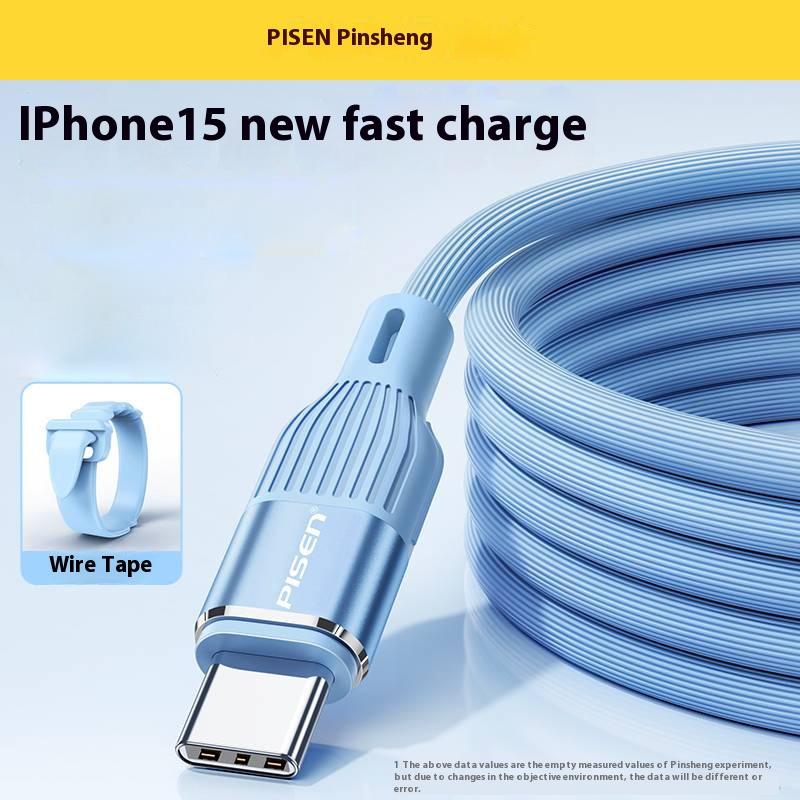 PISEN Pinsheng
IPhone15 new fast charge
PISEN®
Wire Tape
1 The above data values are the empty measured values of Pinsheng experiment,
but due to changes in the objective environment, the data will be different or
error.